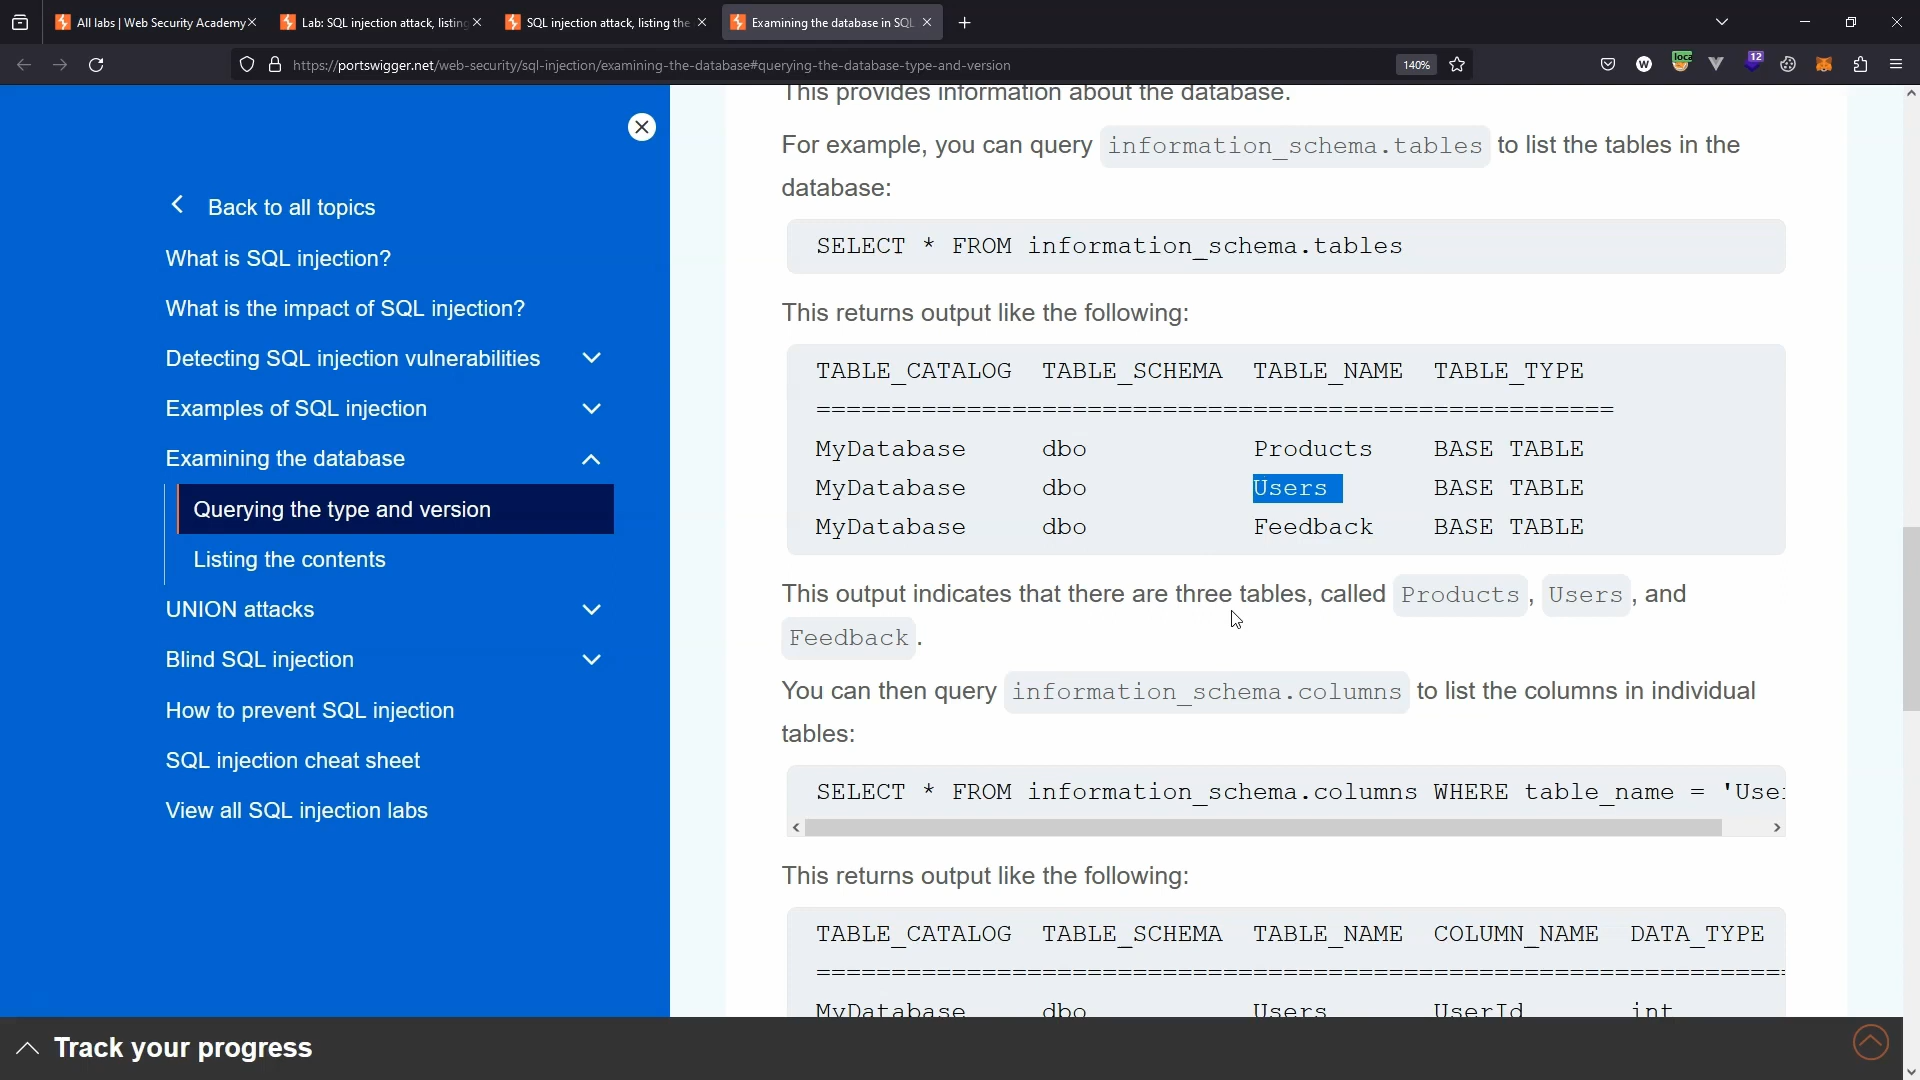 All labs | Web Security Academy
Lab: SQL injection attack, listing
SQL injection attack, listing the
Examining the database in SQL
https://portswigger.net/web-security/sql-injection/examining-the-database#querying-the-database-type-and-version
140%
W
loca
12
Back to all topics
What is SQL injection?
What is the impact of SQL injection?
Detecting SQL injection vulnerabilities
Examples of SQL injection
Examining the database
Querying the type and version
Listing the contents
UNION attacks
Blind SQL injection
How to prevent SQL injection
SQL injection cheat sheet
View all SQL injection labs
This provides information about the database.
For example, you can query information_schema.tables to list the tables in the
database:
SELECT * FROM information_schema.tables
This returns output like the following:
TABLE_CATALOG TABLE_SCHEMA TABLE_NAME TABLE_TYPE
=====================================================
MyDatabase dbo Products BASE TABLE
MyDatabase dbo Users BASE TABLE
MyDatabase dbo Feedback BASE TABLE
This output indicates that there are three tables, called Products, Users, and
Feedback.
You can then query information_schema.columns to list the columns in individual
tables:
SELECT * FROM information_schema.columns WHERE table_name = 'User
This returns output like the following:
TABLE_CATALOG TABLE_SCHEMA TABLE_NAME COLUMN_NAME DATA_TYPE
=================================================================
MyDatabase dbo Users UserId int
Track your progress